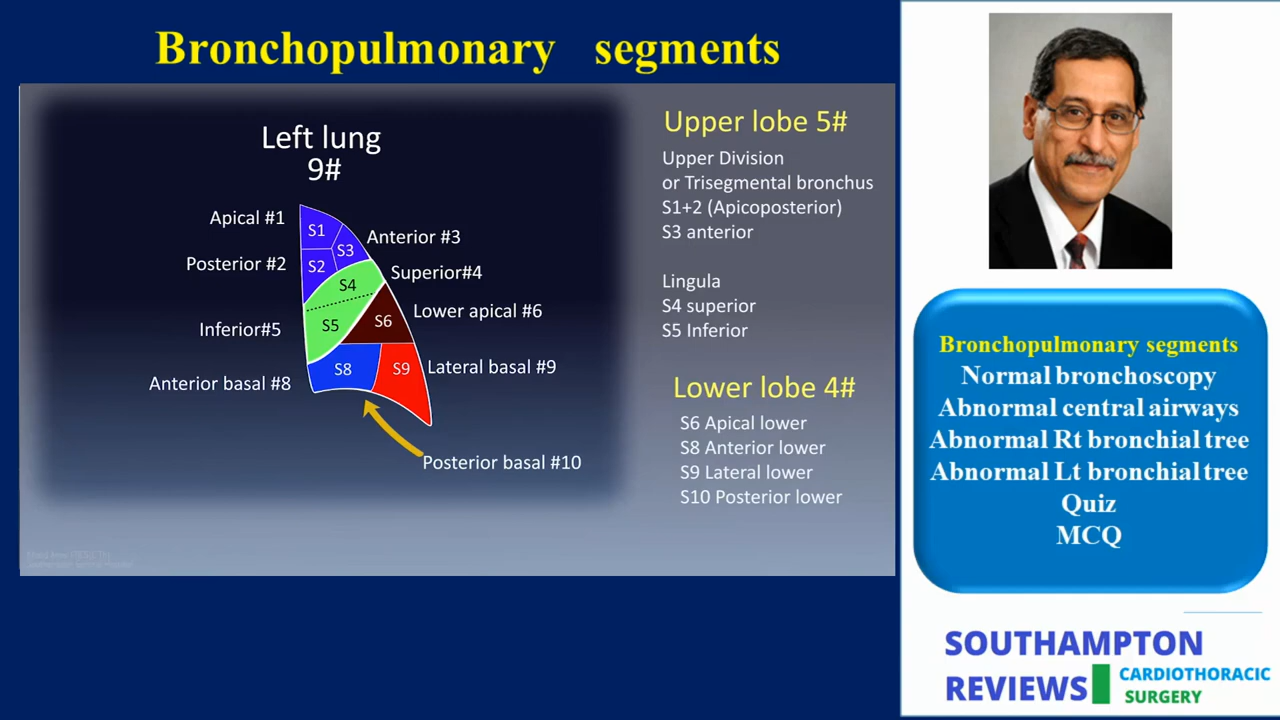 Bronchopulmonary segments
Left lung
9#
Apical #1
S1
Anterior #3
S3
Posterior #2
S2
Superior#4
S4
Lower apical #6
Inferior#5
S5
S6
Anterior basal #8
S8
S9
Lateral basal #9
Posterior basal #10
Upper lobe 5#
Upper Division
or Trisegmental bronchus
S1+2 (Apicoposterior)
S3 anterior
Lingula
S4 superior
S5 Inferior
Lower lobe 4#
S6 Apical lower
S8 Anterior lower
S9 Lateral lower
S10 Posterior lower
Bronchopulmonary segments
Normal bronchoscopy
Abnormal central airways
Abnormal Rt bronchial tree
Abnormal Lt bronchial tree
Quiz
MCQ
SOUTHAMPTON
REVIEWS
CARDIOTHORACIC
SURGERY